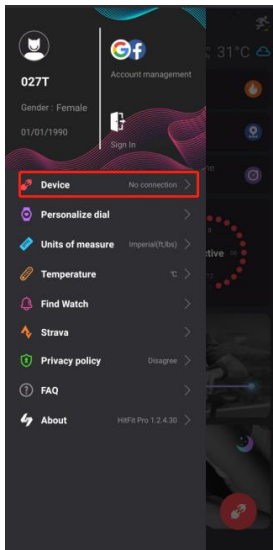 31°C
027T
Account management
Gender : Female
01/01/1990
Sign In
Device No connection
Personalize dial
Units of measure Imperial(ft,lbs)
Temperature °C
Find Watch
Strava
Privacy policy Disagree
FAQ
About HitFit Pro 1.2.4.30